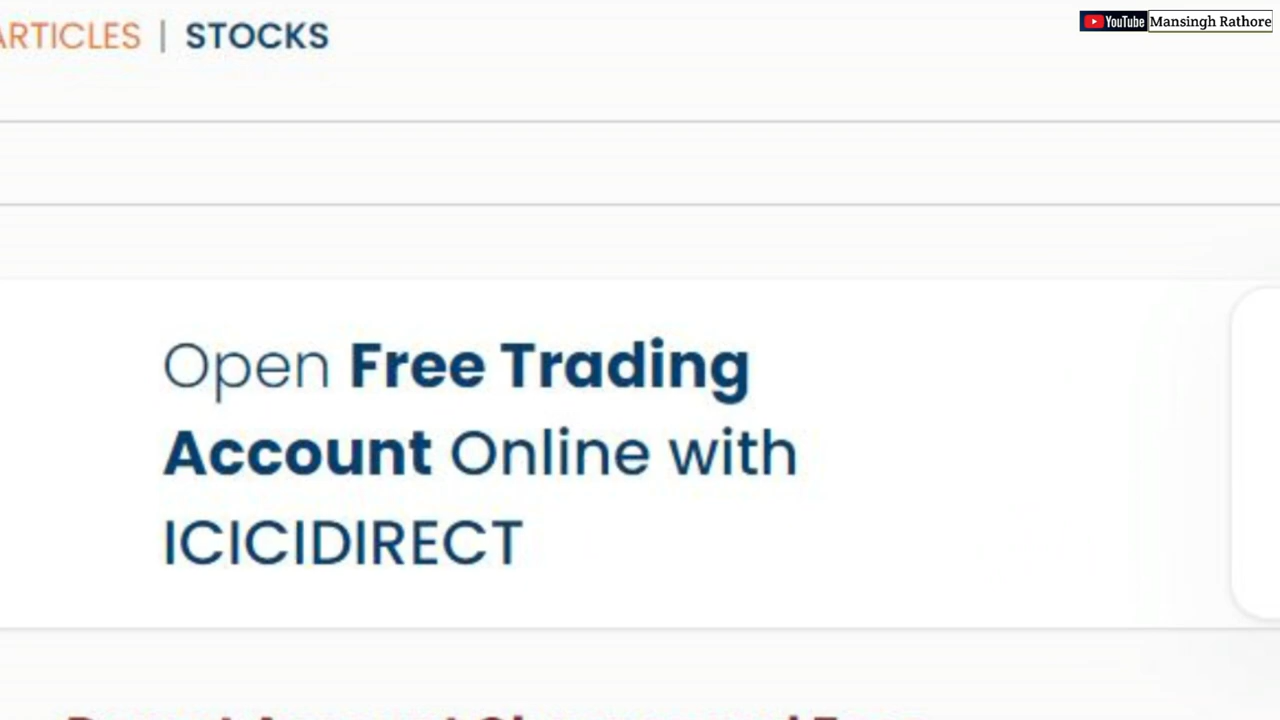 ARTICLES | STOCKS
YouTube Mansingh Rathore
Open Free Trading
Account Online with
ICICIDIRECT